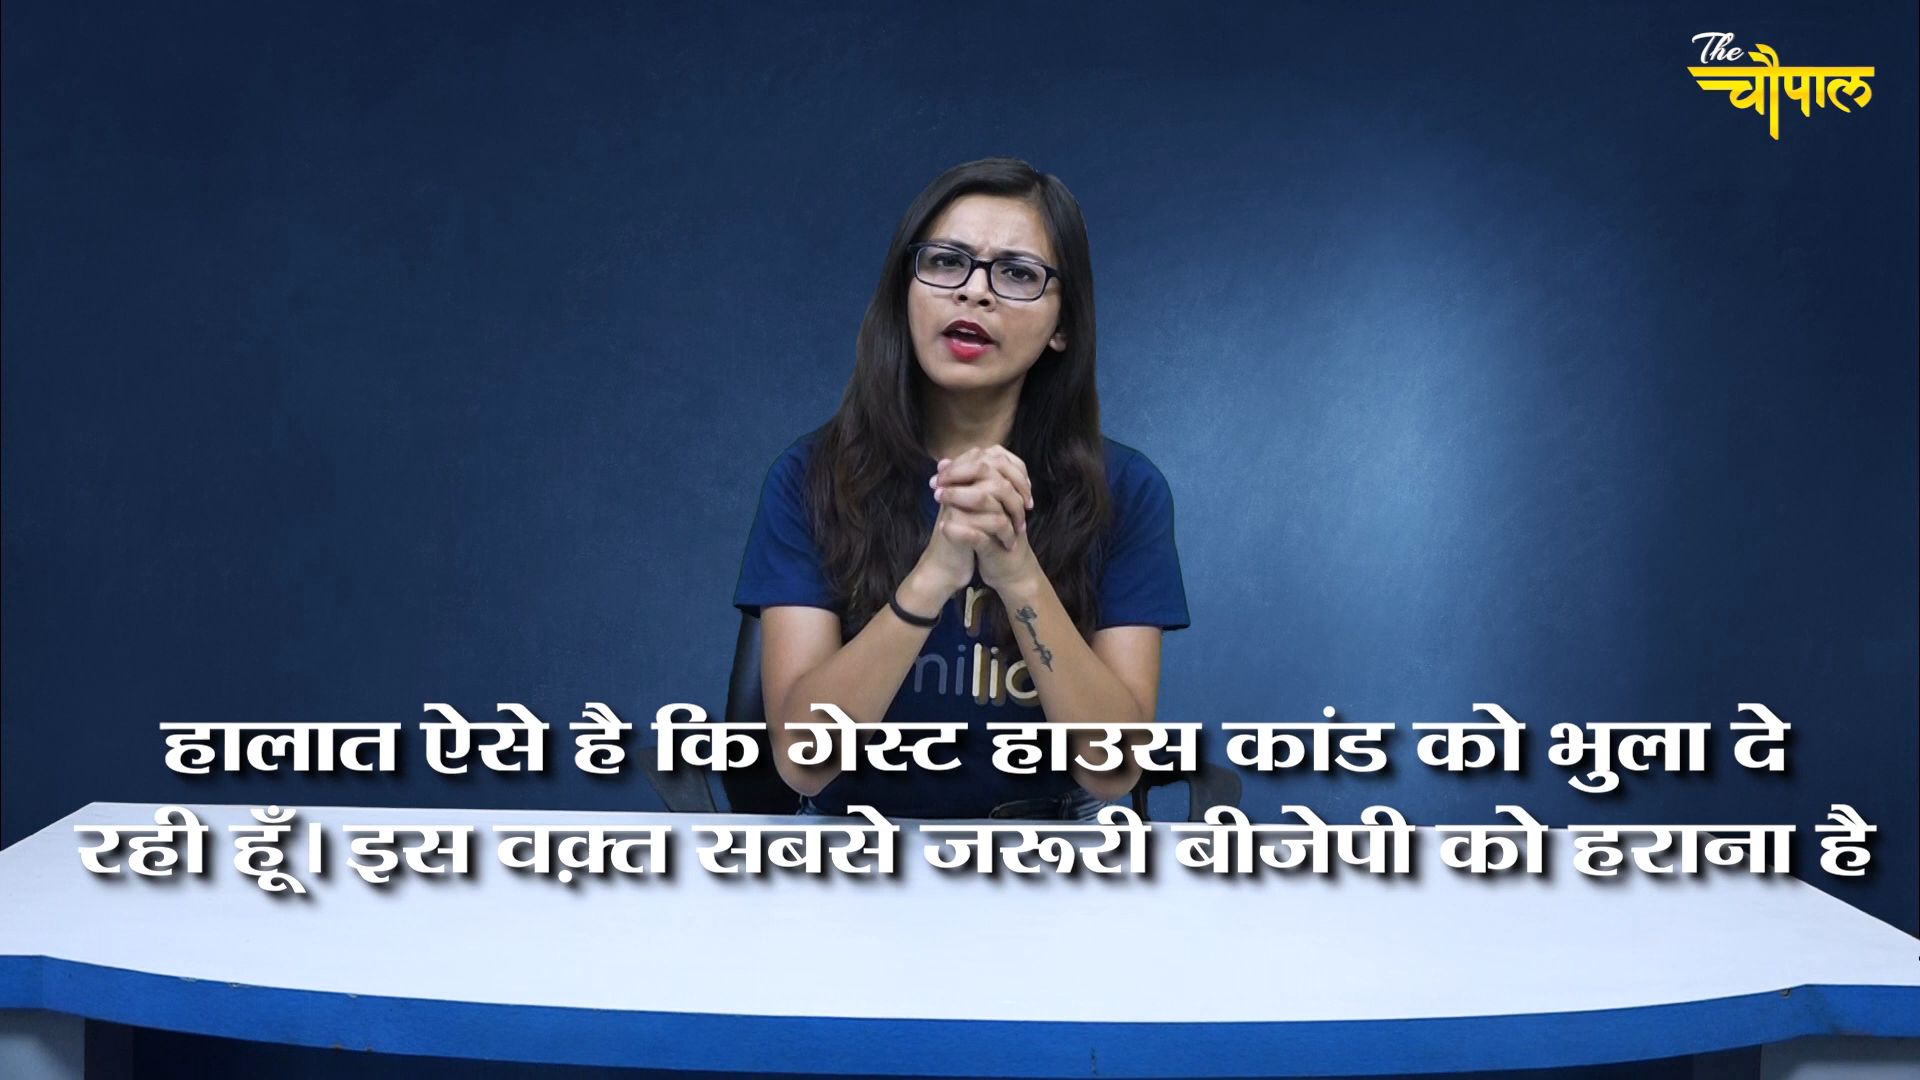 The
चौपाल
हालात ऐसे है कि गेस्ट हाउस कांड को भुला दे
रही हूँ। इस वक़्त सबसे जरूरी बीजेपी को हराना है